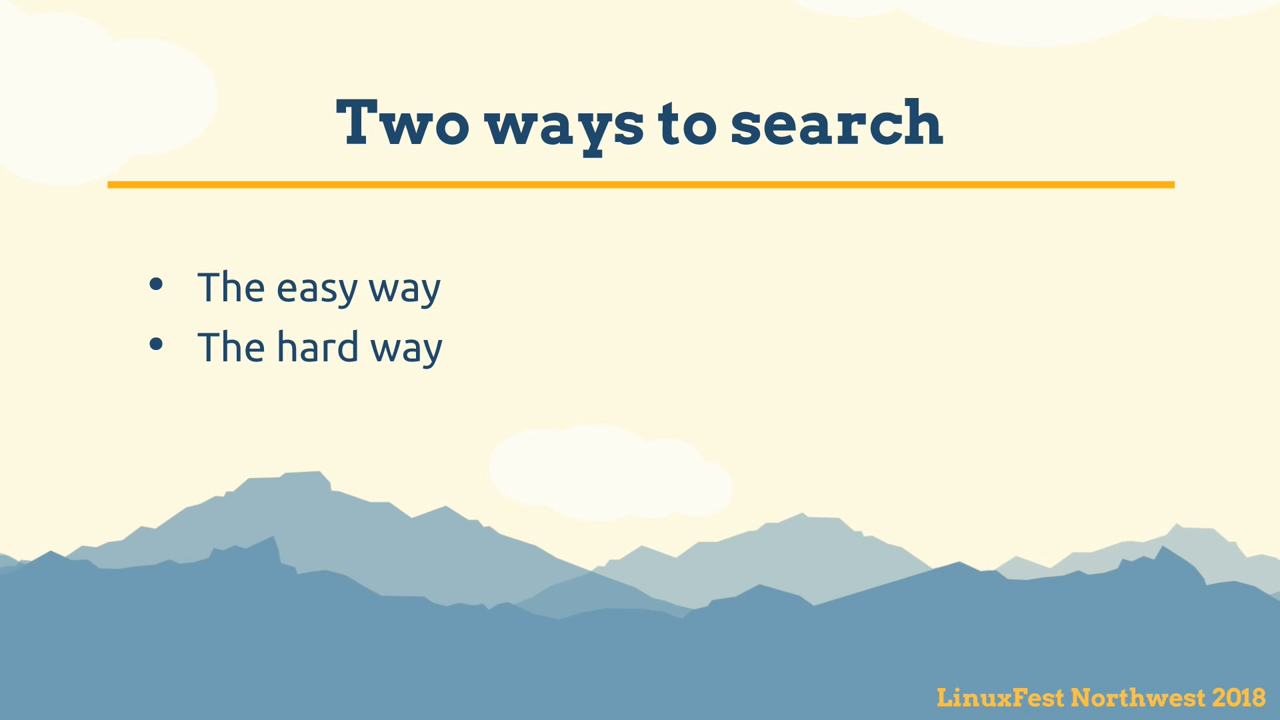 Two ways to search
• The easy way
• The hard way
LinuxFest Northwest 2018